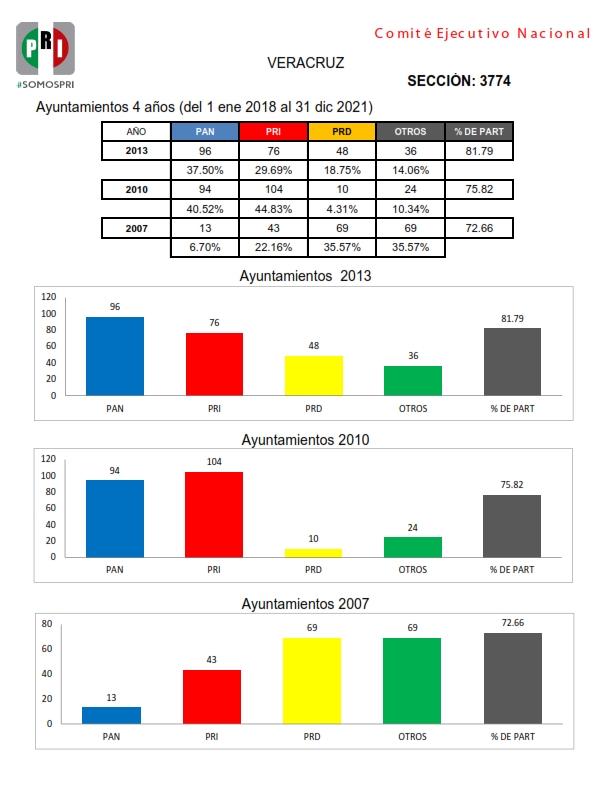 Comité Ejecutivo Nacional
PRI
#SOMOSPRI
VERACRUZ
SECCIÓN: 3774
Ayuntamientos 4 años (del 1 ene 2018 al 31 dic 2021)
AÑO PAN PRI PRD OTROS % DE PART
2013 96 76 48 36 81.79
37.50% 29.69% 18.75% 14.06%
2010 94 104 10 24 75.82
40.52% 44.83% 4.31% 10.34%
2007 13 43 69 69 72.66
6.70% 22.16% 35.57% 35.57%
Ayuntamientos 2013
120
100
80
60
40
20
0
96 76 48 36 81.79
PAN PRI PRD OTROS % DE PART
Ayuntamientos 2010
120
100
80
60
40
20
0
94 104 10 24 75.82
PAN PRI PRD OTROS % DE PART
Ayuntamientos 2007
80
60
40
20
0
13 43 69 69 72.66
PAN PRI PRD OTROS % DE PART